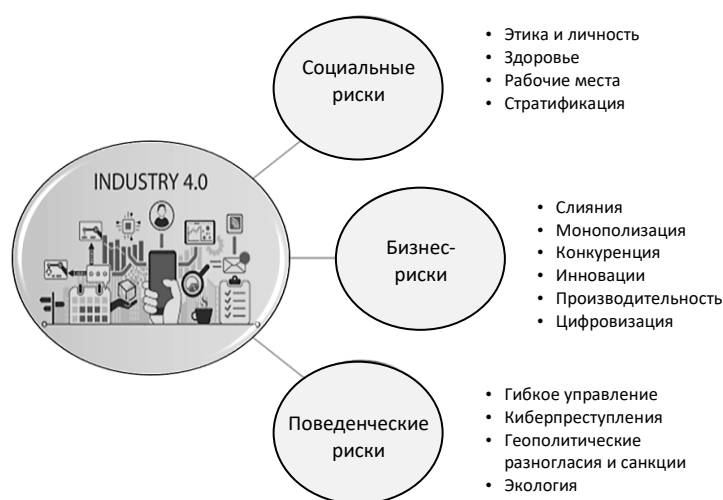 Социальные
риски
• Этика и личность
• Здоровье
• Рабочие места
• Стратификация
INDUSTRY 4.0
Бизнес-
риски
• Слияния
• Монополизация
• Конкуренция
• Инновации
• Производительность
• Цифровизация
Поведенческие
риски
• Гибкое управление
• Киберпреступления
• Геополитические
разногласия и санкции
• Экология